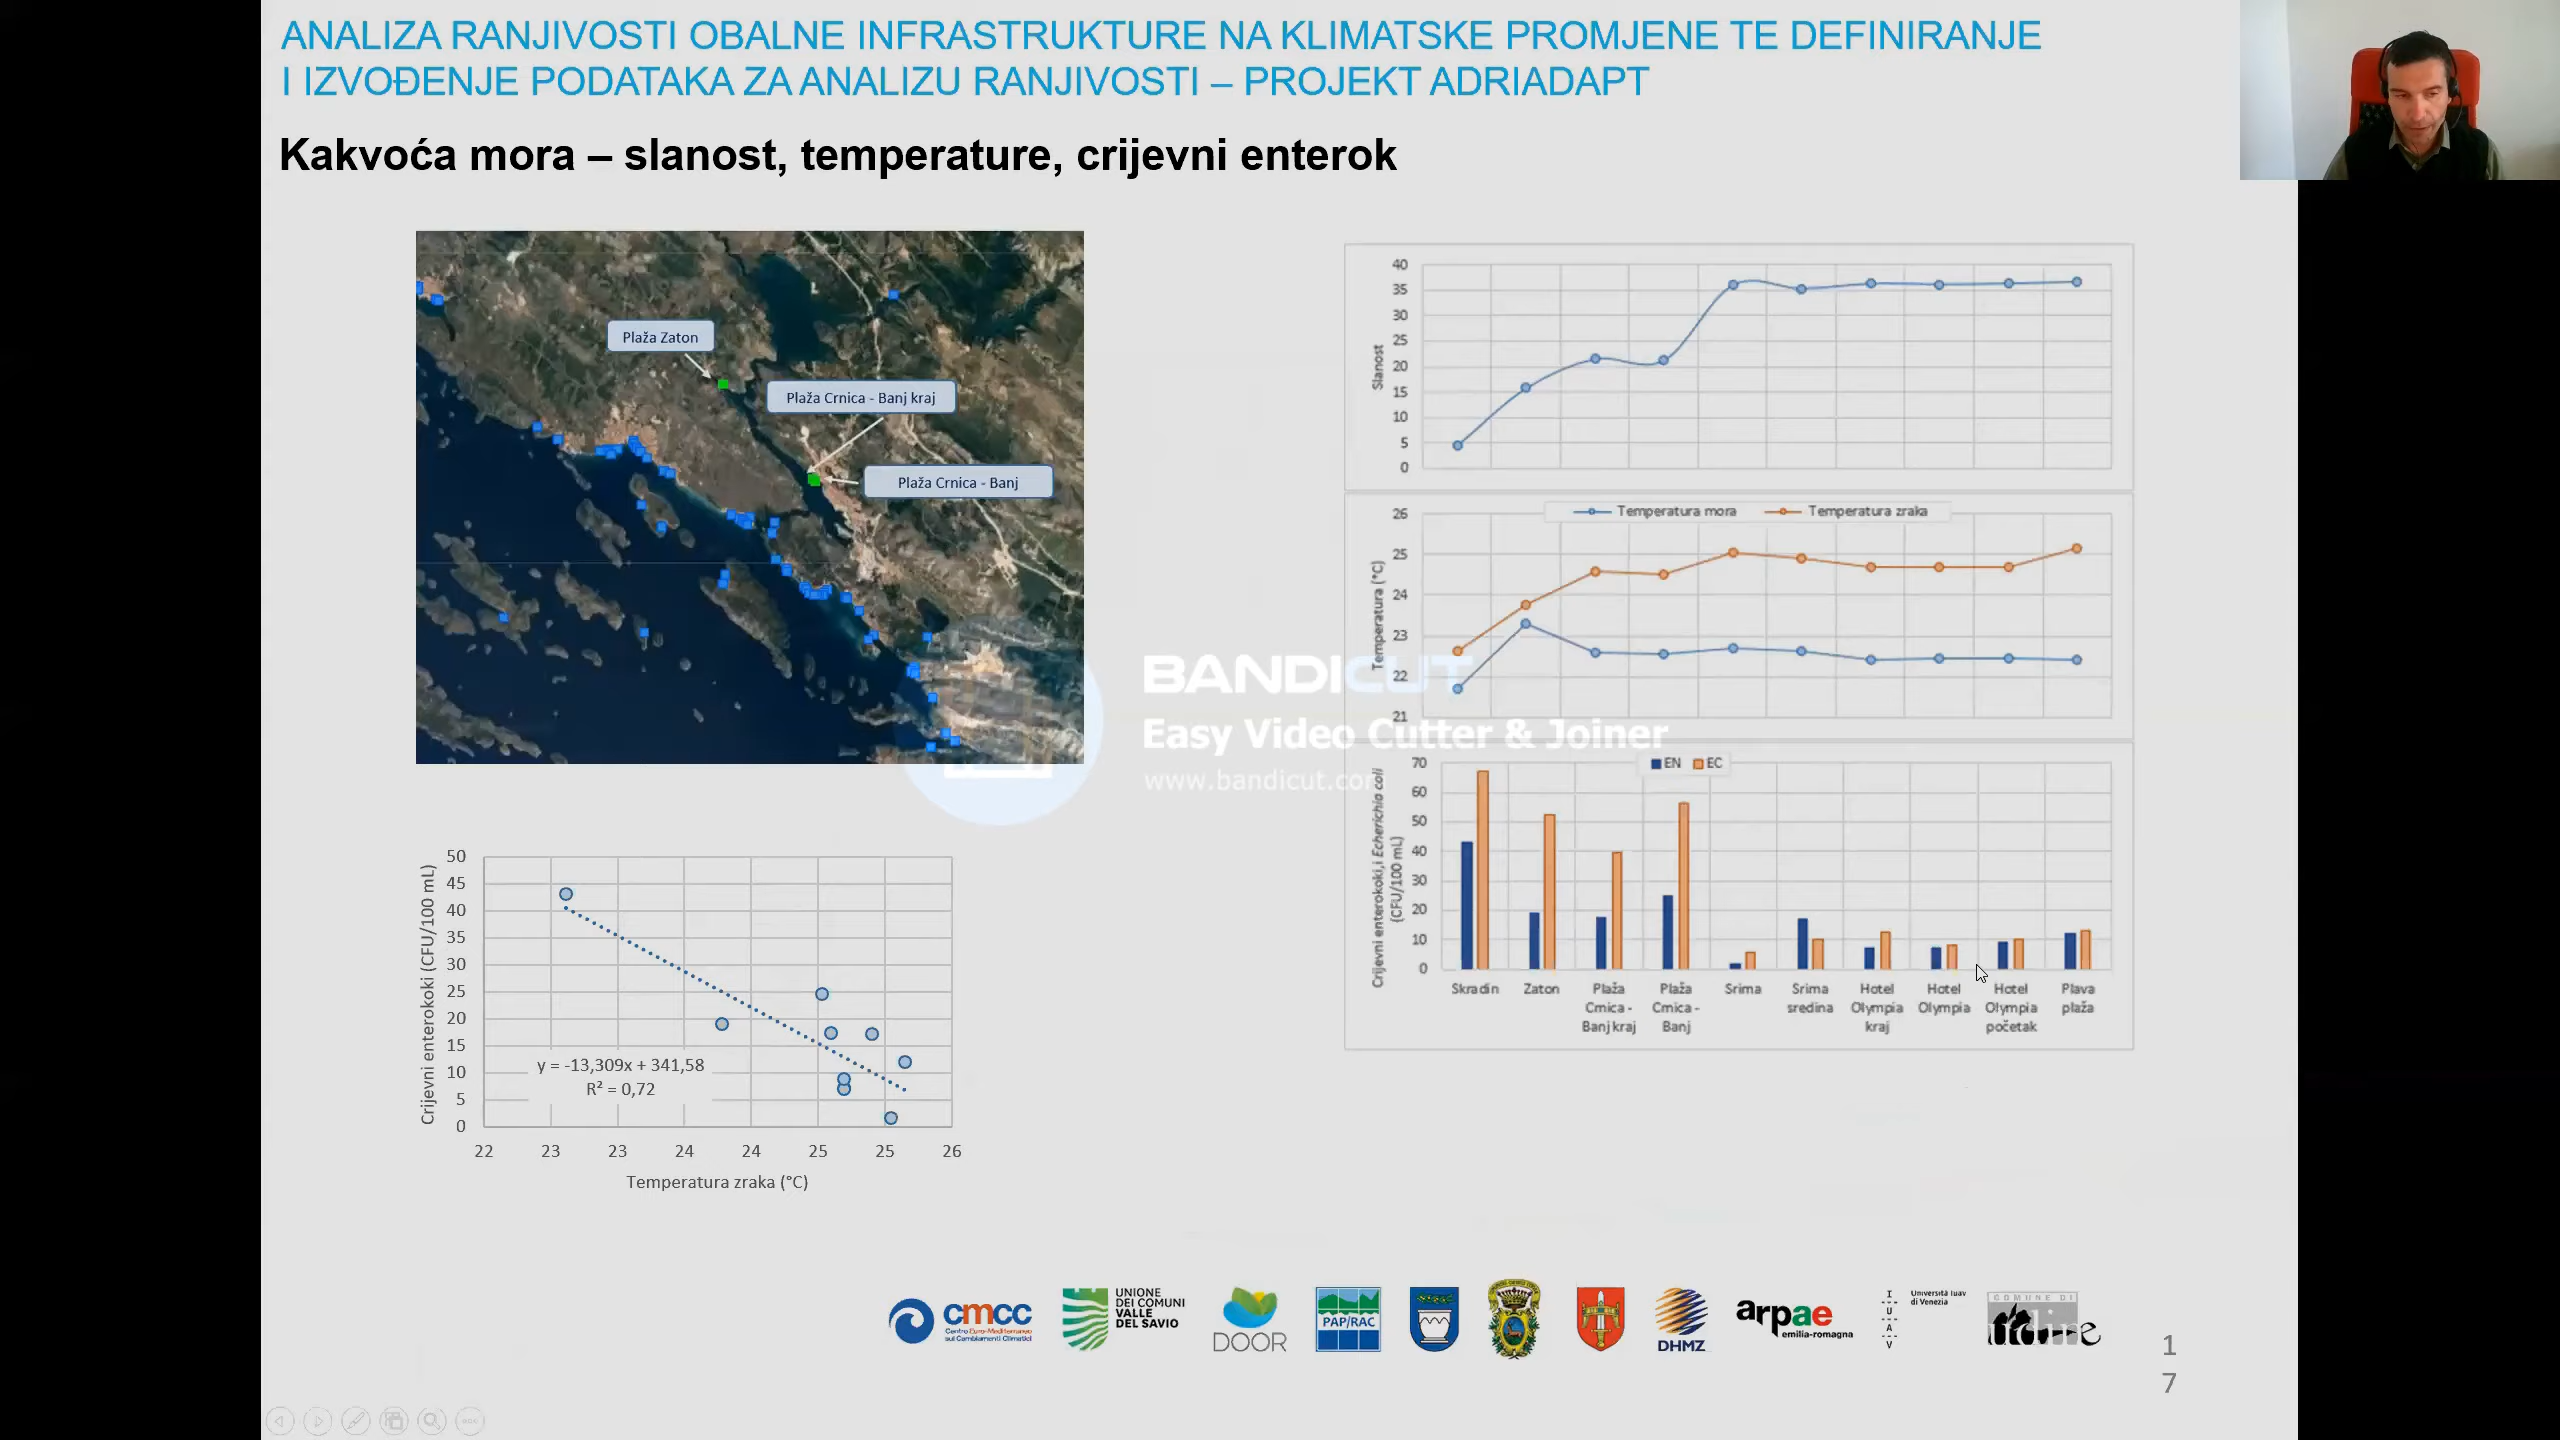 ANALIZA RANJIVOSTI OBALNE INFRASTRUKTURE NA KLIMATSKE PROMJENE TE DEFINIRANJE
I IZVOĐENJE PODATAKA ZA ANALIZU RANJIVOSTI – PROJEKT ADRIADAPT
Kakvoća mora – slanost, temperature, crijevni enterok
Plaža Zaton
Plaža Crnica - Banj kraj
Plaža Crnica - Banj
Slanost
40
35
30
25
20
15
10
5
0
Temperatura mora
Temperatura zraka
Temperatura (°C)
26
25
24
23
22
21
BANDICUT
Easy Video Cutter & Joiner
www.bandicut.com
EN
EC
Crijevni enterokoki,i Echerichia coli
(CFU/100 mL)
70
60
50
40
30
20
10
0
Skradin
Zaton
Plaža
Crnica -
Banj kraj
Plaža
Crnica -
Banj
Srima
Srima
sredina
Hotel
Olympia
kraj
Hotel
Olympia
Hotel
Olympia
početak
Plava
plaža
Crijevni enterokoki (CFU/100 mL)
50
45
40
35
30
25
20
15
10
5
0
y = -13,309x + 341,58
R² = 0,72
22 23 23 24 24 25 25 26
Temperatura zraka (°C)
cmcc
Centro Euro-Mediterraneo
sui Cambiamenti Climatici
UNIONE
DEI COMUNI
VALLE
DEL SAVIO
DOOR
PAP/RAC
DHMZ
arpae
emilia-romagna
I
U
A
V
Università Iuav
di Venezia
COMUNE DI
udine
1
7